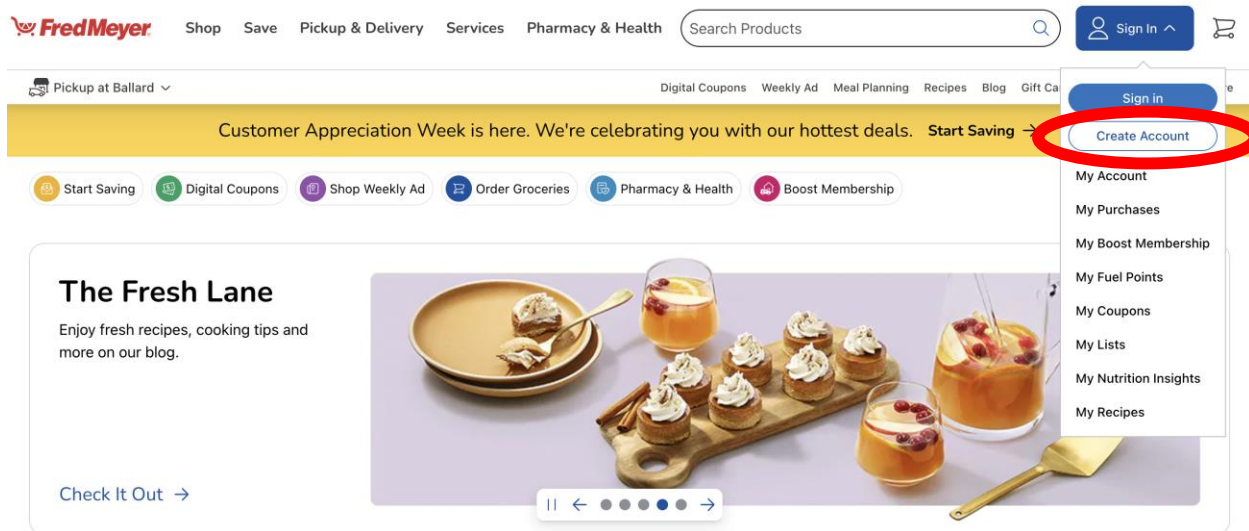 Fred Meyer Shop Save Pickup & Delivery Services Pharmacy & Health Search Products Sign In
Pickup at Ballard Digital Coupons Weekly Ad Meal Planning Recipes Blog Gift
Sign in
Customer Appreciation Week is here. We're celebrating you with our hottest deals. Start Saving →
Create Account
Start Saving Digital Coupons Shop Weekly Ad Order Groceries Pharmacy & Health Boost Membership
My Account
My Purchases
My Boost Membership
My Fuel Points
My Coupons
My Lists
My Nutrition Insights
My Recipes
The Fresh Lane
Enjoy fresh recipes, cooking tips and
more on our blog.
Check It Out →